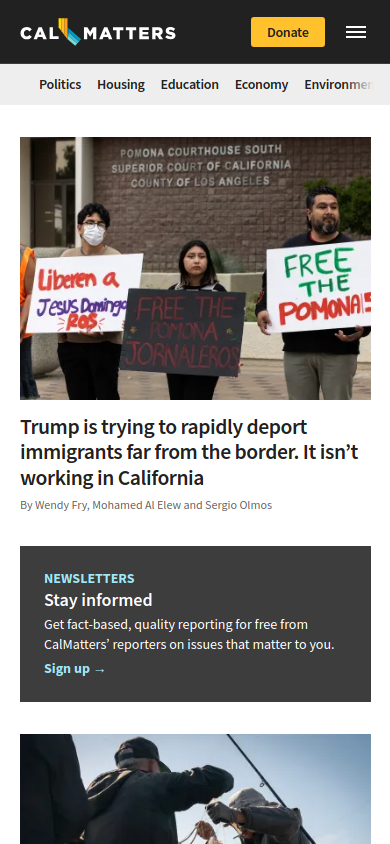 CALMATTERS
Donate
Politics Housing Education Economy Environme
POMONA COURTHOUSE SOUTH
SUPERIOR COURT OF CALIFORNIA
COUNTY OF LOS ANGELES
Liberen a
Jesus Domingo
Ros
FREE THE
POMONA
JORNALEROS
FREE
THE
POMONA
Trump is trying to rapidly deport
immigrants far from the border. It isn’t
working in California
By Wendy Fry, Mohamed Al Elew and Sergio Olmos
NEWSLETTERS
Stay informed
Get fact-based, quality reporting for free from
CalMatters’ reporters on issues that matter to you.
Sign up →